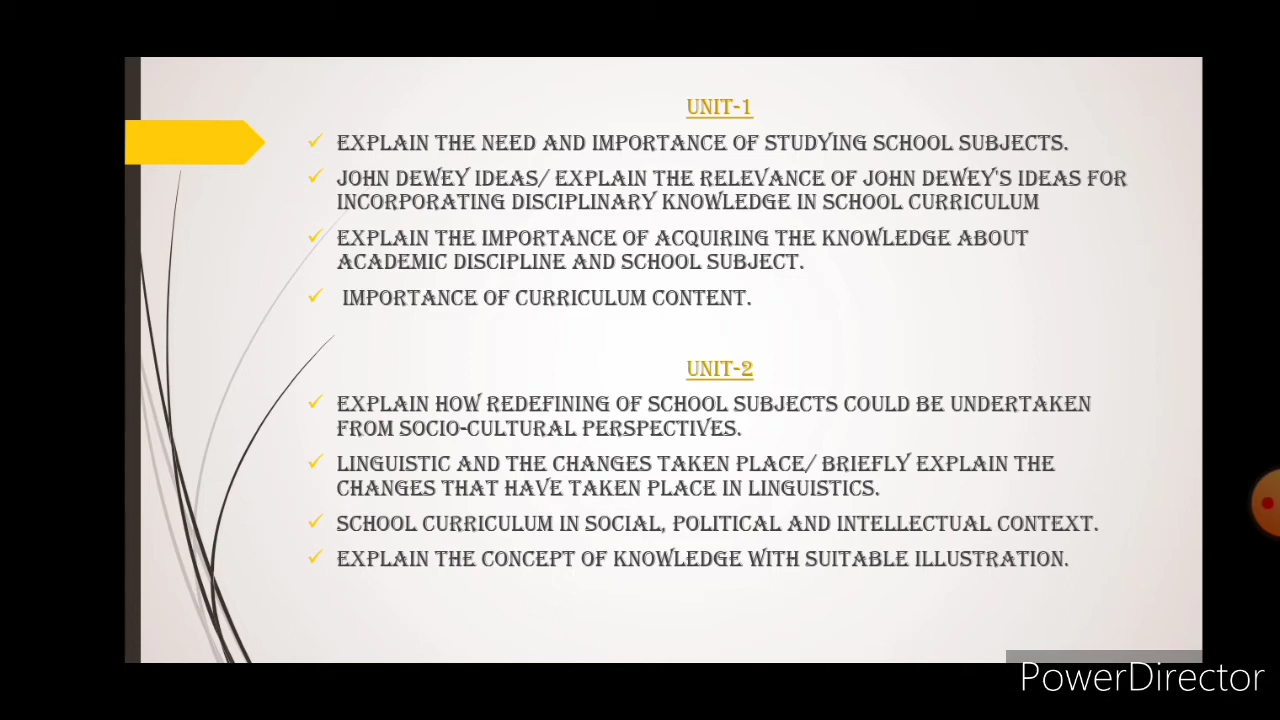 UNIT-1
EXPLAIN THE NEED AND IMPORTANCE OF STUDYING SCHOOL SUBJECTS.
JOHN DEWEY IDEAS/ EXPLAIN THE RELEVANCE OF JOHN DEWEY'S IDEAS FOR
INCORPORATING DISCIPLINARY KNOWLEDGE IN SCHOOL CURRICULUM
EXPLAIN THE IMPORTANCE OF ACQUIRING THE KNOWLEDGE ABOUT
ACADEMIC DISCIPLINE AND SCHOOL SUBJECT.
IMPORTANCE OF CURRICULUM CONTENT.
UNIT-2
EXPLAIN HOW REDEFINING OF SCHOOL SUBJECTS COULD BE UNDERTAKEN
FROM SOCIO-CULTURAL PERSPECTIVES.
LINGUISTIC AND THE CHANGES TAKEN PLACE/ BRIEFLY EXPLAIN THE
CHANGES THAT HAVE TAKEN PLACE IN LINGUISTICS.
SCHOOL CURRICULUM IN SOCIAL, POLITICAL AND INTELLECTUAL CONTEXT.
EXPLAIN THE CONCEPT OF KNOWLEDGE WITH SUITABLE ILLUSTRATION.
PowerDirector